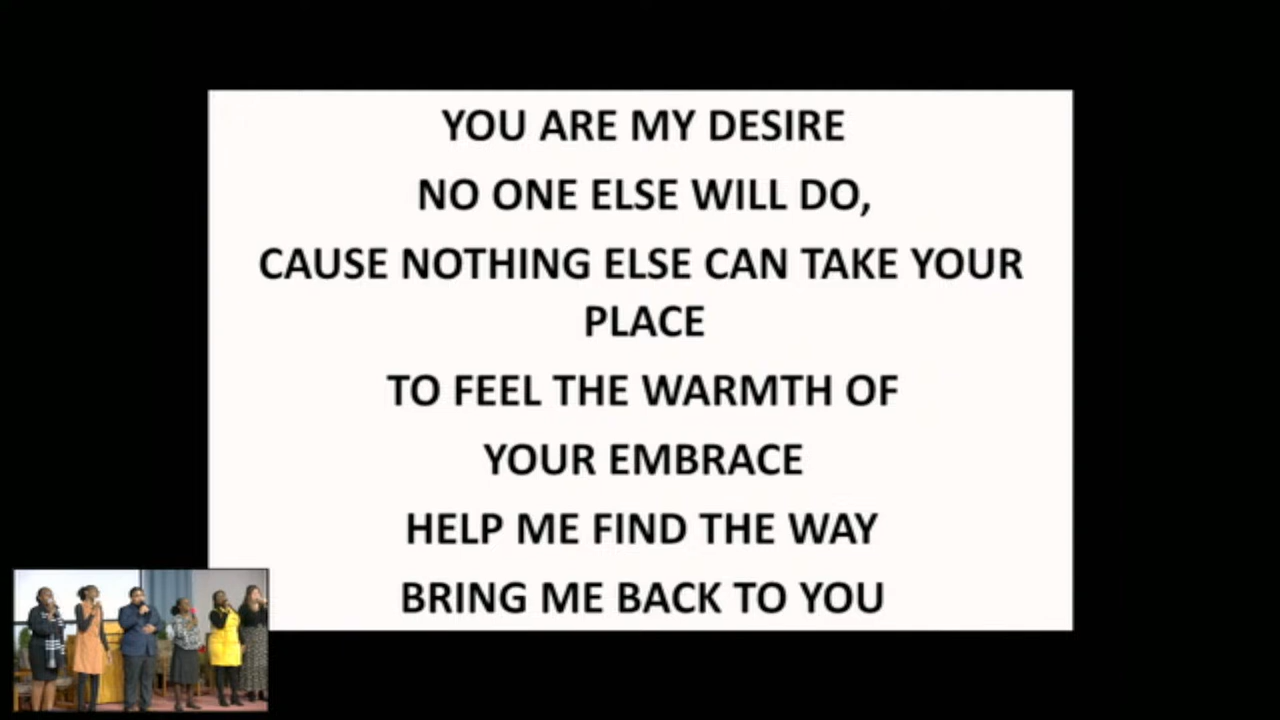 YOU ARE MY DESIRE
NO ONE ELSE WILL DO,
CAUSE NOTHING ELSE CAN TAKE YOUR
PLACE
TO FEEL THE WARMTH OF
YOUR EMBRACE
HELP ME FIND THE WAY
BRING ME BACK TO YOU